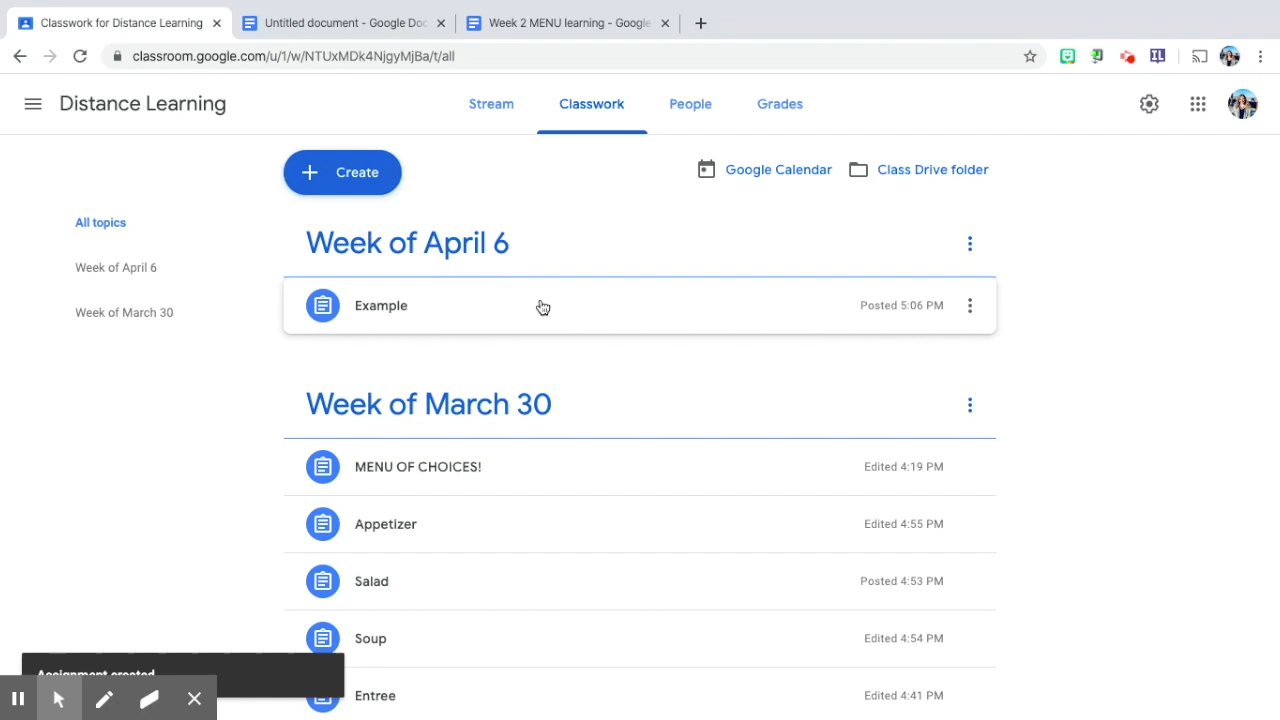 Classwork for Distance Learning
Untitled document - Google Doc
Week 2 MENU learning - Google
classroom.google.com/u/1/w/NTUxMDk4NjgyMjBa/t/all
IL
Distance Learning
Stream
Classwork
People
Grades
Create
Google Calendar
Class Drive folder
All topics
Week of April 6
Week of March 30
Week of April 6
Example
Posted 5:06 PM
Week of March 30
MENU OF CHOICES!
Edited 4:19 PM
Appetizer
Edited 4:55 PM
Salad
Posted 4:53 PM
Soup
Edited 4:54 PM
Entree
Edited 4:41 PM
Assignment created